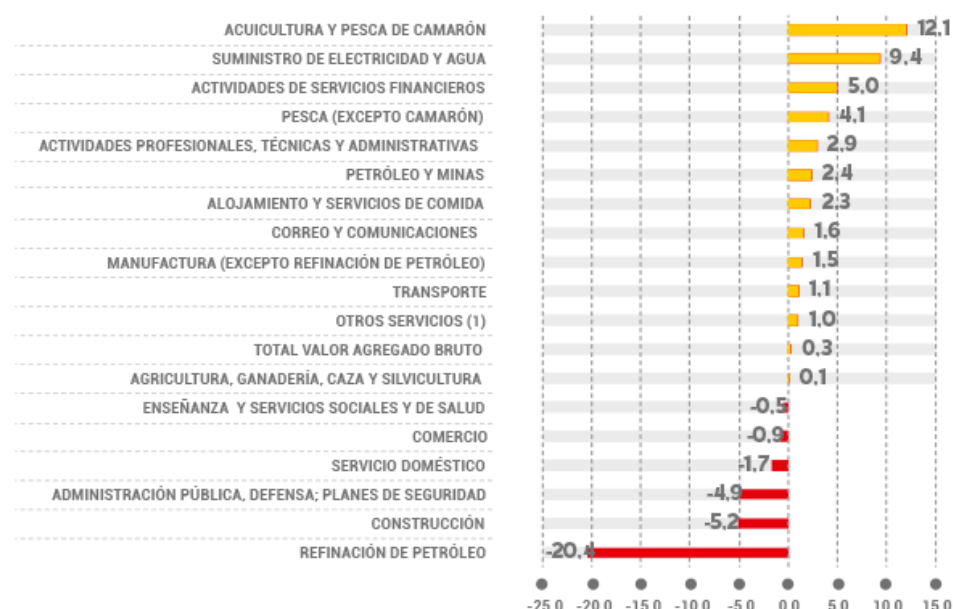 ACUICULTURA Y PESCA DE CAMARÓN 12,1
SUMINISTRO DE ELECTRICIDAD Y AGUA 9,4
ACTIVIDADES DE SERVICIOS FINANCIEROS 5,0
PESCA (EXCEPTO CAMARÓN) 4,1
ACTIVIDADES PROFESIONALES, TÉCNICAS Y ADMINISTRATIVAS 2,9
PETRÓLEO Y MINAS 2,4
ALOJAMIENTO Y SERVICIOS DE COMIDA 2,3
CORREO Y COMUNICACIONES 1,6
MANUFACTURA (EXCEPTO REFINACIÓN DE PETRÓLEO) 1,5
TRANSPORTE 1,1
OTROS SERVICIOS (1) 1,0
TOTAL VALOR AGREGADO BRUTO 0,3
AGRICULTURA, GANADERÍA, CAZA Y SILVICULTURA 0,1
ENSEÑANZA Y SERVICIOS SOCIALES Y DE SALUD -0,5
COMERCIO -0,9
SERVICIO DOMÉSTICO -1,7
ADMINISTRACIÓN PÚBLICA, DEFENSA; PLANES DE SEGURIDAD -4,9
CONSTRUCCIÓN -5,2
REFINACIÓN DE PETRÓLEO -20,4
-25,0 -20,0 -15,0 -10,0 -5,0 0,0 5,0 10,0 15,0